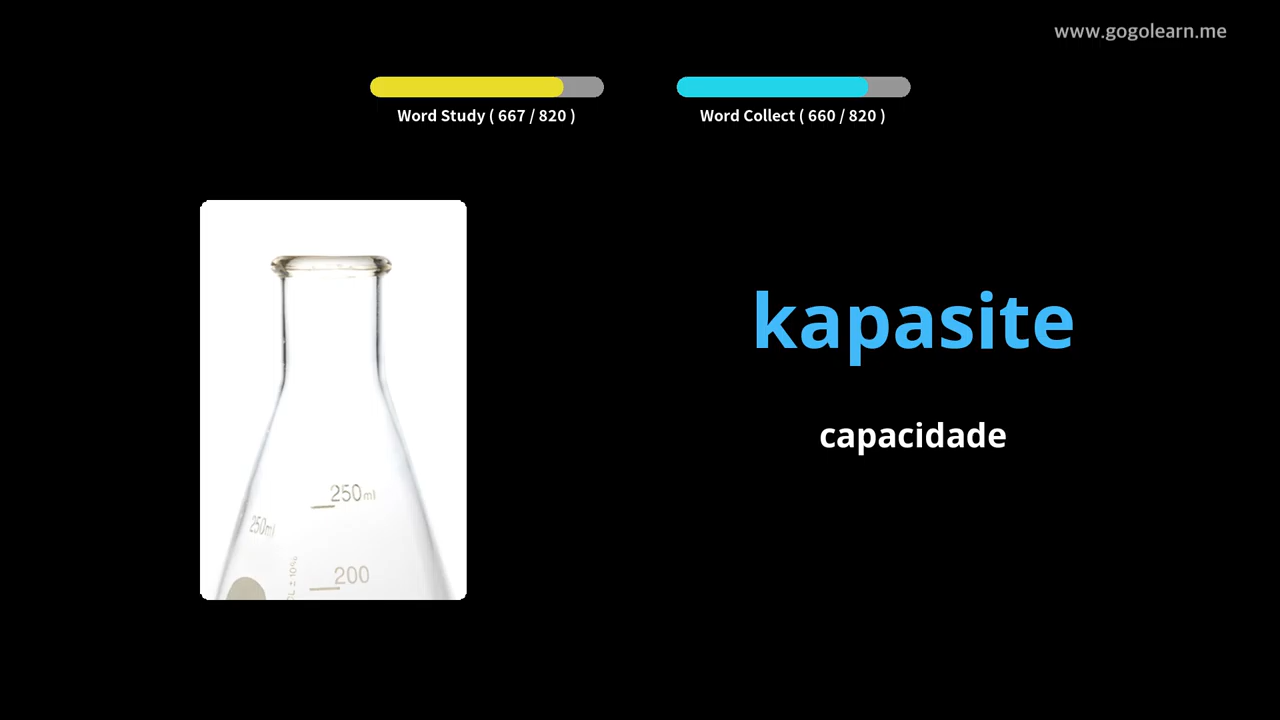 www.gogolearn.me
Word Study ( 667 / 820 )
Word Collect ( 660 / 820 )
kapasite
capacidade
250ml
250ml
200